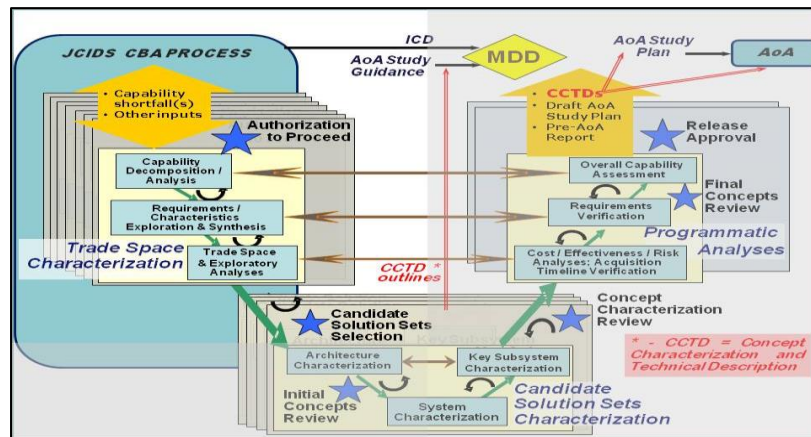 JCIDS CBA PROCESS
ICD
AoA Study
Guidance
MDD
AoA Study
Plan
AoA
• Capability
shortfall(s)
• Other inputs
• CCTDs
• Draft AoA
Study Plan
• Pre-AoA
Report
Authorization
to Proceed
Release
Approval
Capability
Decomposition /
Analysis
Overall Capability
Assessment
Requirements /
Characteristics
Exploration & Synthesis
Requirements
Verification
Final
Concepts
Review
Trade Space
Characterization
Trade Space
& Exploratory
Analyses
CCTD *
outlines
Cost / Effectiveness / Risk
Analyses: Acquisition
Timeline Verification
Programmatic
Analyses
Candidate
Solution Sets
Selection
Concept
Characterization
Review
Architecture
Characterization
Key Subsystem
Characterization
Initial
Concepts
Review
System
Characterization
Candidate
Solution Sets
Characterization
* - CCTD = Concept
Characterization and
Technical Description